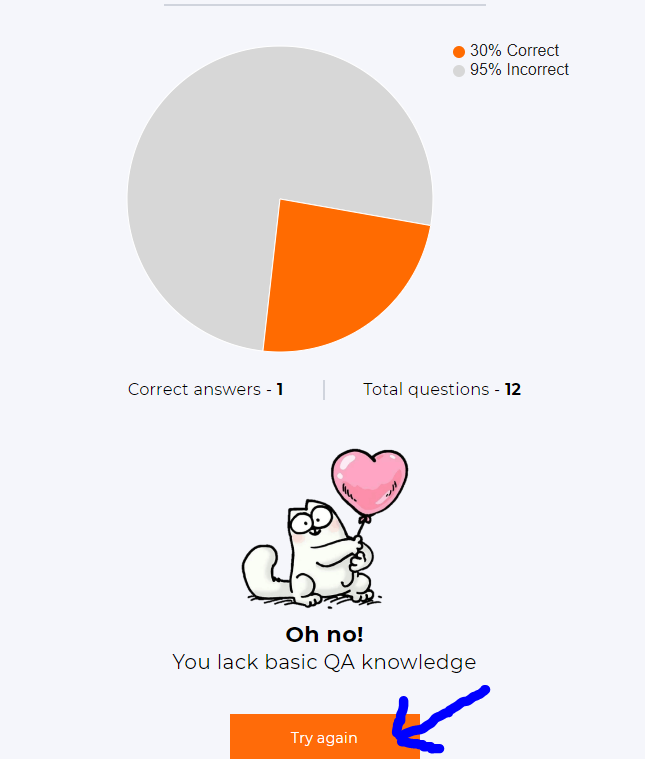 30% Correct
95% Incorrect
Correct answers - 1
Total questions - 12
Oh no!
You lack basic QA knowledge
Try again